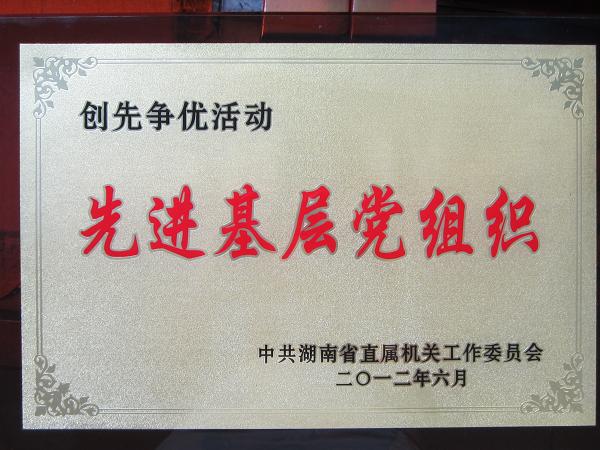 创先争优活动
先进基层党组织
中共湖南省直属机关工作委员会
二〇一二年六月